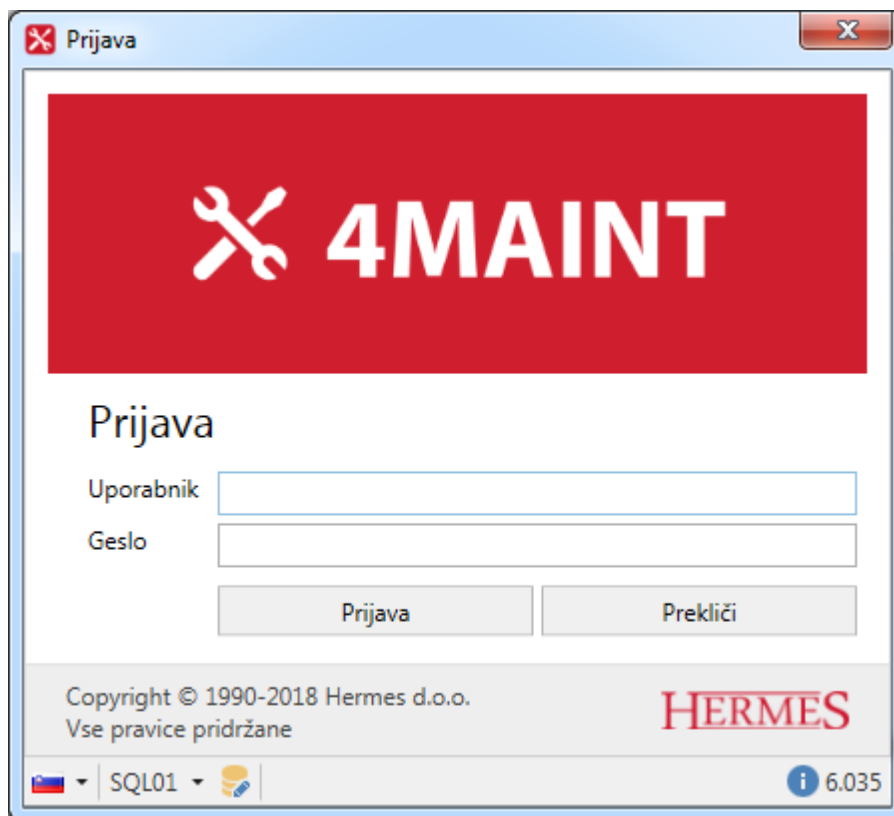 Prijava
4MAINT
Prijava
Uporabnik
Geslo
Prijava Prekliči
Copyright © 1990-2018 Hermes d.o.o.
Vse pravice pridržane
HERMES
SQL01 6.035